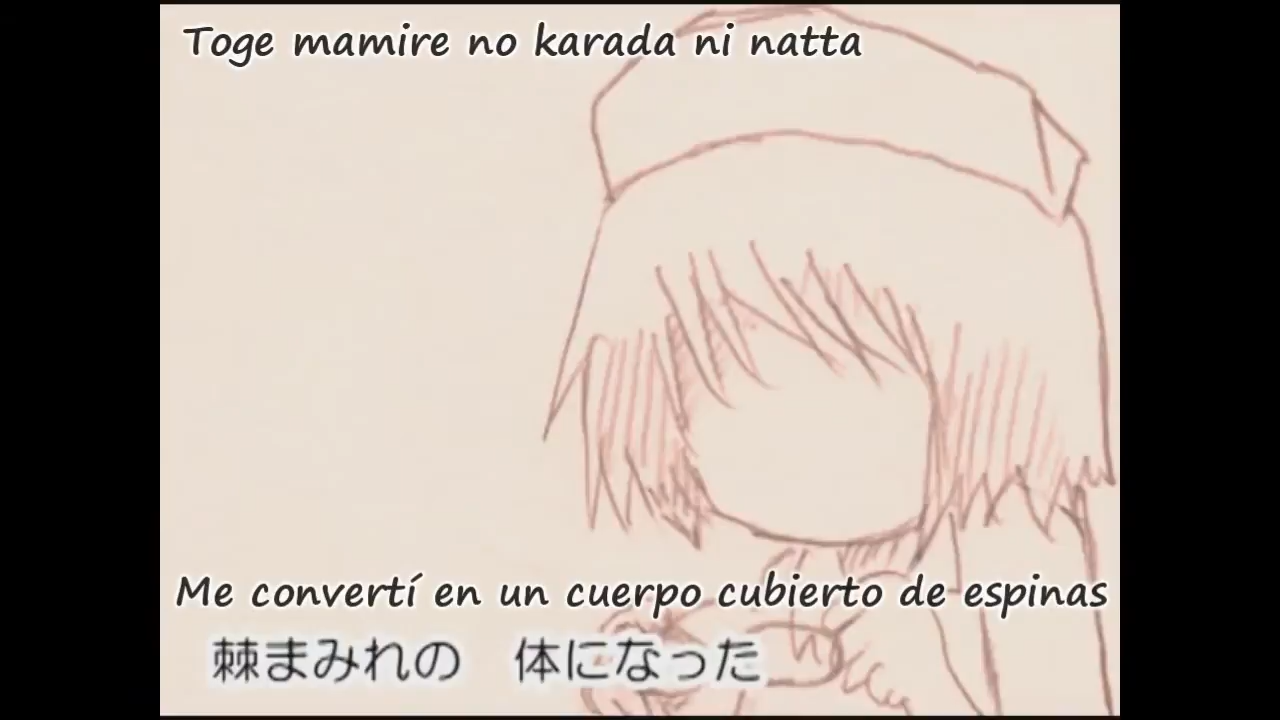 Toge mamire no karada ni natta
Me convertí en un cuerpo cubierto de espinas
棘まみれの　体になった